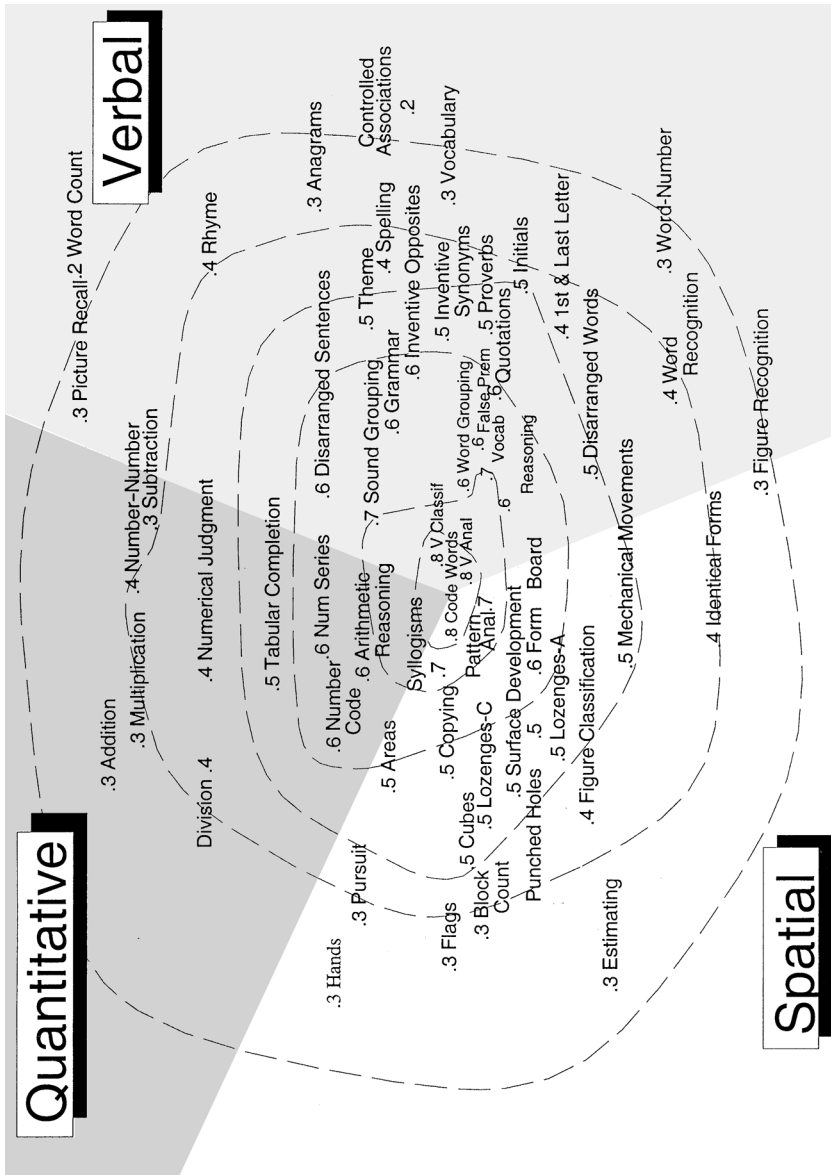 Quantitative
Verbal
.3 Picture Recall
.2 Word Count
.3 Addition
.3 Multiplication
.4 Number-Number
.3 Subtraction
Division .4
.4 Numerical Judgment
.4 Rhyme
.5 Tabular Completion
.3 Hands
.6 Number
Code
.6 Num Series
.6 Disarranged Sentences
.3 Anagrams
.3 Pursuit
.6 Arithmetic
Reasoning
.7 Sound Grouping
.5 Theme
Controlled
Associations
.2
.5 Areas
.6 Grammar
.4 Spelling
Syllogisms
.7
.6 Inventive Opposites
.3 Flags
.5 Copying
.8 V Classif
.8 Code Words
.8 V Anal
.5 Inventive
Synonyms
.3 Vocabulary
.5 Cubes
.5 Lozenges-C
Pattern
Anal .7
.6 Word Grouping
.6 False Prem
.7 Vocab
.5 Proverbs
.6 Quotations
.3 Block
Count
.5 Surface Development
.6 Reasoning
.5 Initials
Punched Holes .5
.6 Form Board
.5 Lozenges-A
.4 1st & Last Letter
.4 Figure Classification
.5 Disarranged Words
.3 Estimating
.5 Mechanical Movements
.4 Word
Recognition
.3 Word-Number
.4 Identical Forms
.3 Figure Recognition
Spatial